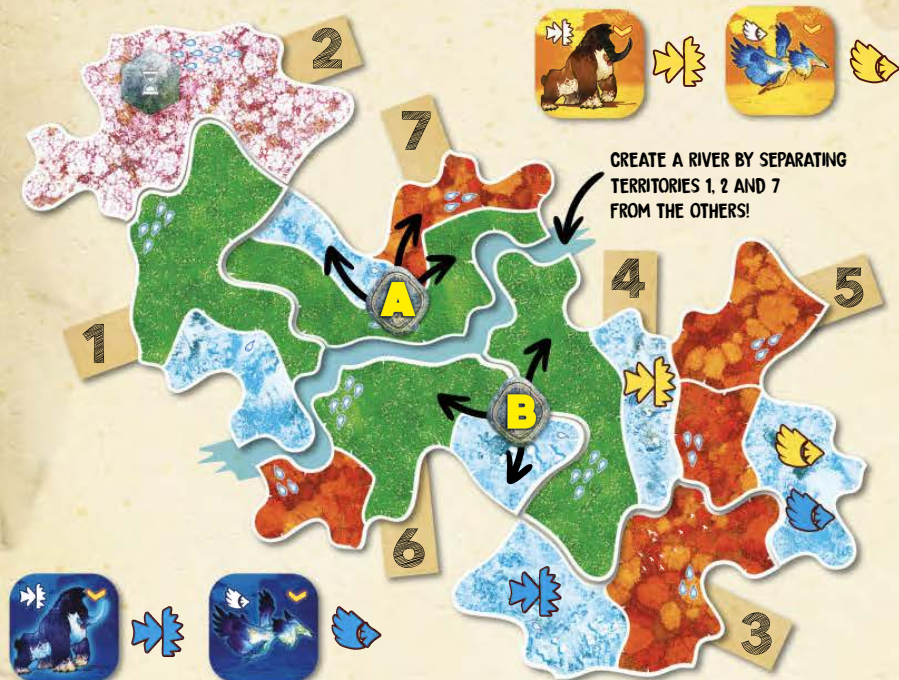 2
7
CREATE A RIVER BY SEPARATING
TERRITORIES 1, 2 AND 7
FROM THE OTHERS!
4
5
A
1
B
6
3